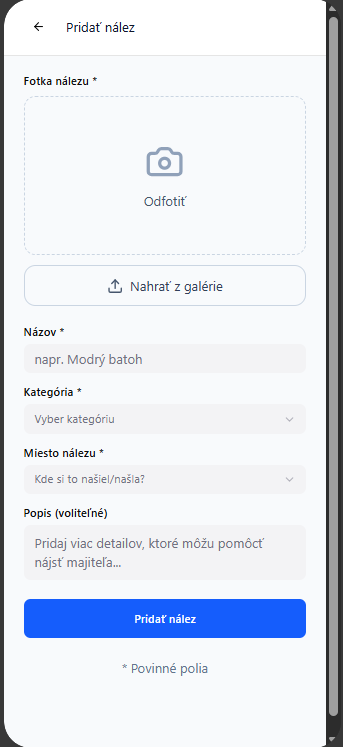 Pridať nález
Fotka nálezu *
Odfotiť
Nahrať z galérie
Názov *
napr. Modrý batoh
Kategória *
Vyber kategóriu
Miesto nálezu *
Kde si to našiel/našla?
Popis (voliteľné)
Pridaj viac detailov, ktoré môžu pomôcť
nájsť majiteľa...
Pridať nález
* Povinné polia